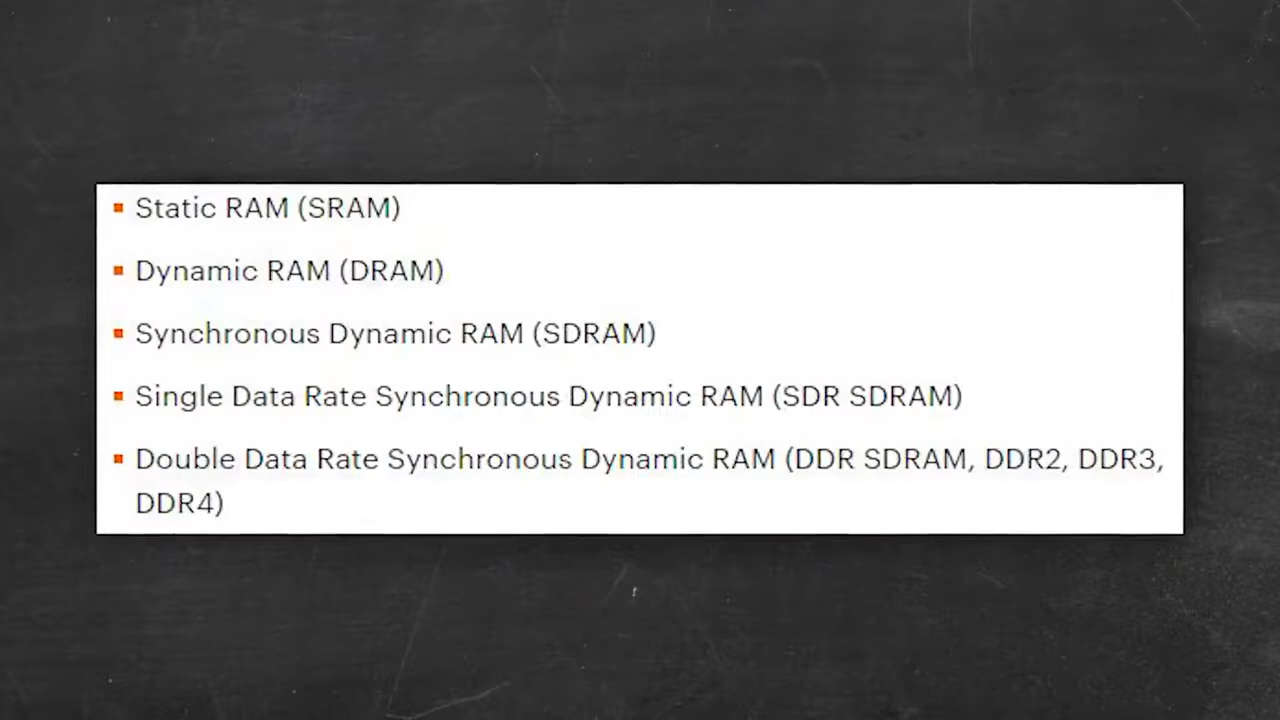 Static RAM (SRAM)
Dynamic RAM (DRAM)
Synchronous Dynamic RAM (SDRAM)
Single Data Rate Synchronous Dynamic RAM (SDR SDRAM)
Double Data Rate Synchronous Dynamic RAM (DDR SDRAM, DDR2, DDR3,
DDR4)